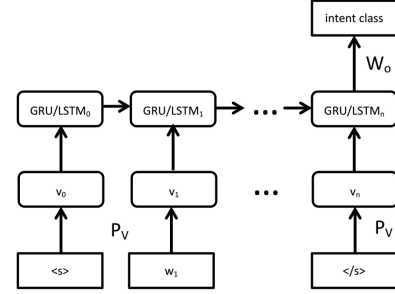 intent class
Wₒ
GRU/LSTM₀ GRU/LSTM₁ ... GRU/LSTMₙ
v₀ v₁ ... vₙ
Pᵥ Pᵥ
<s> w₁ </s>